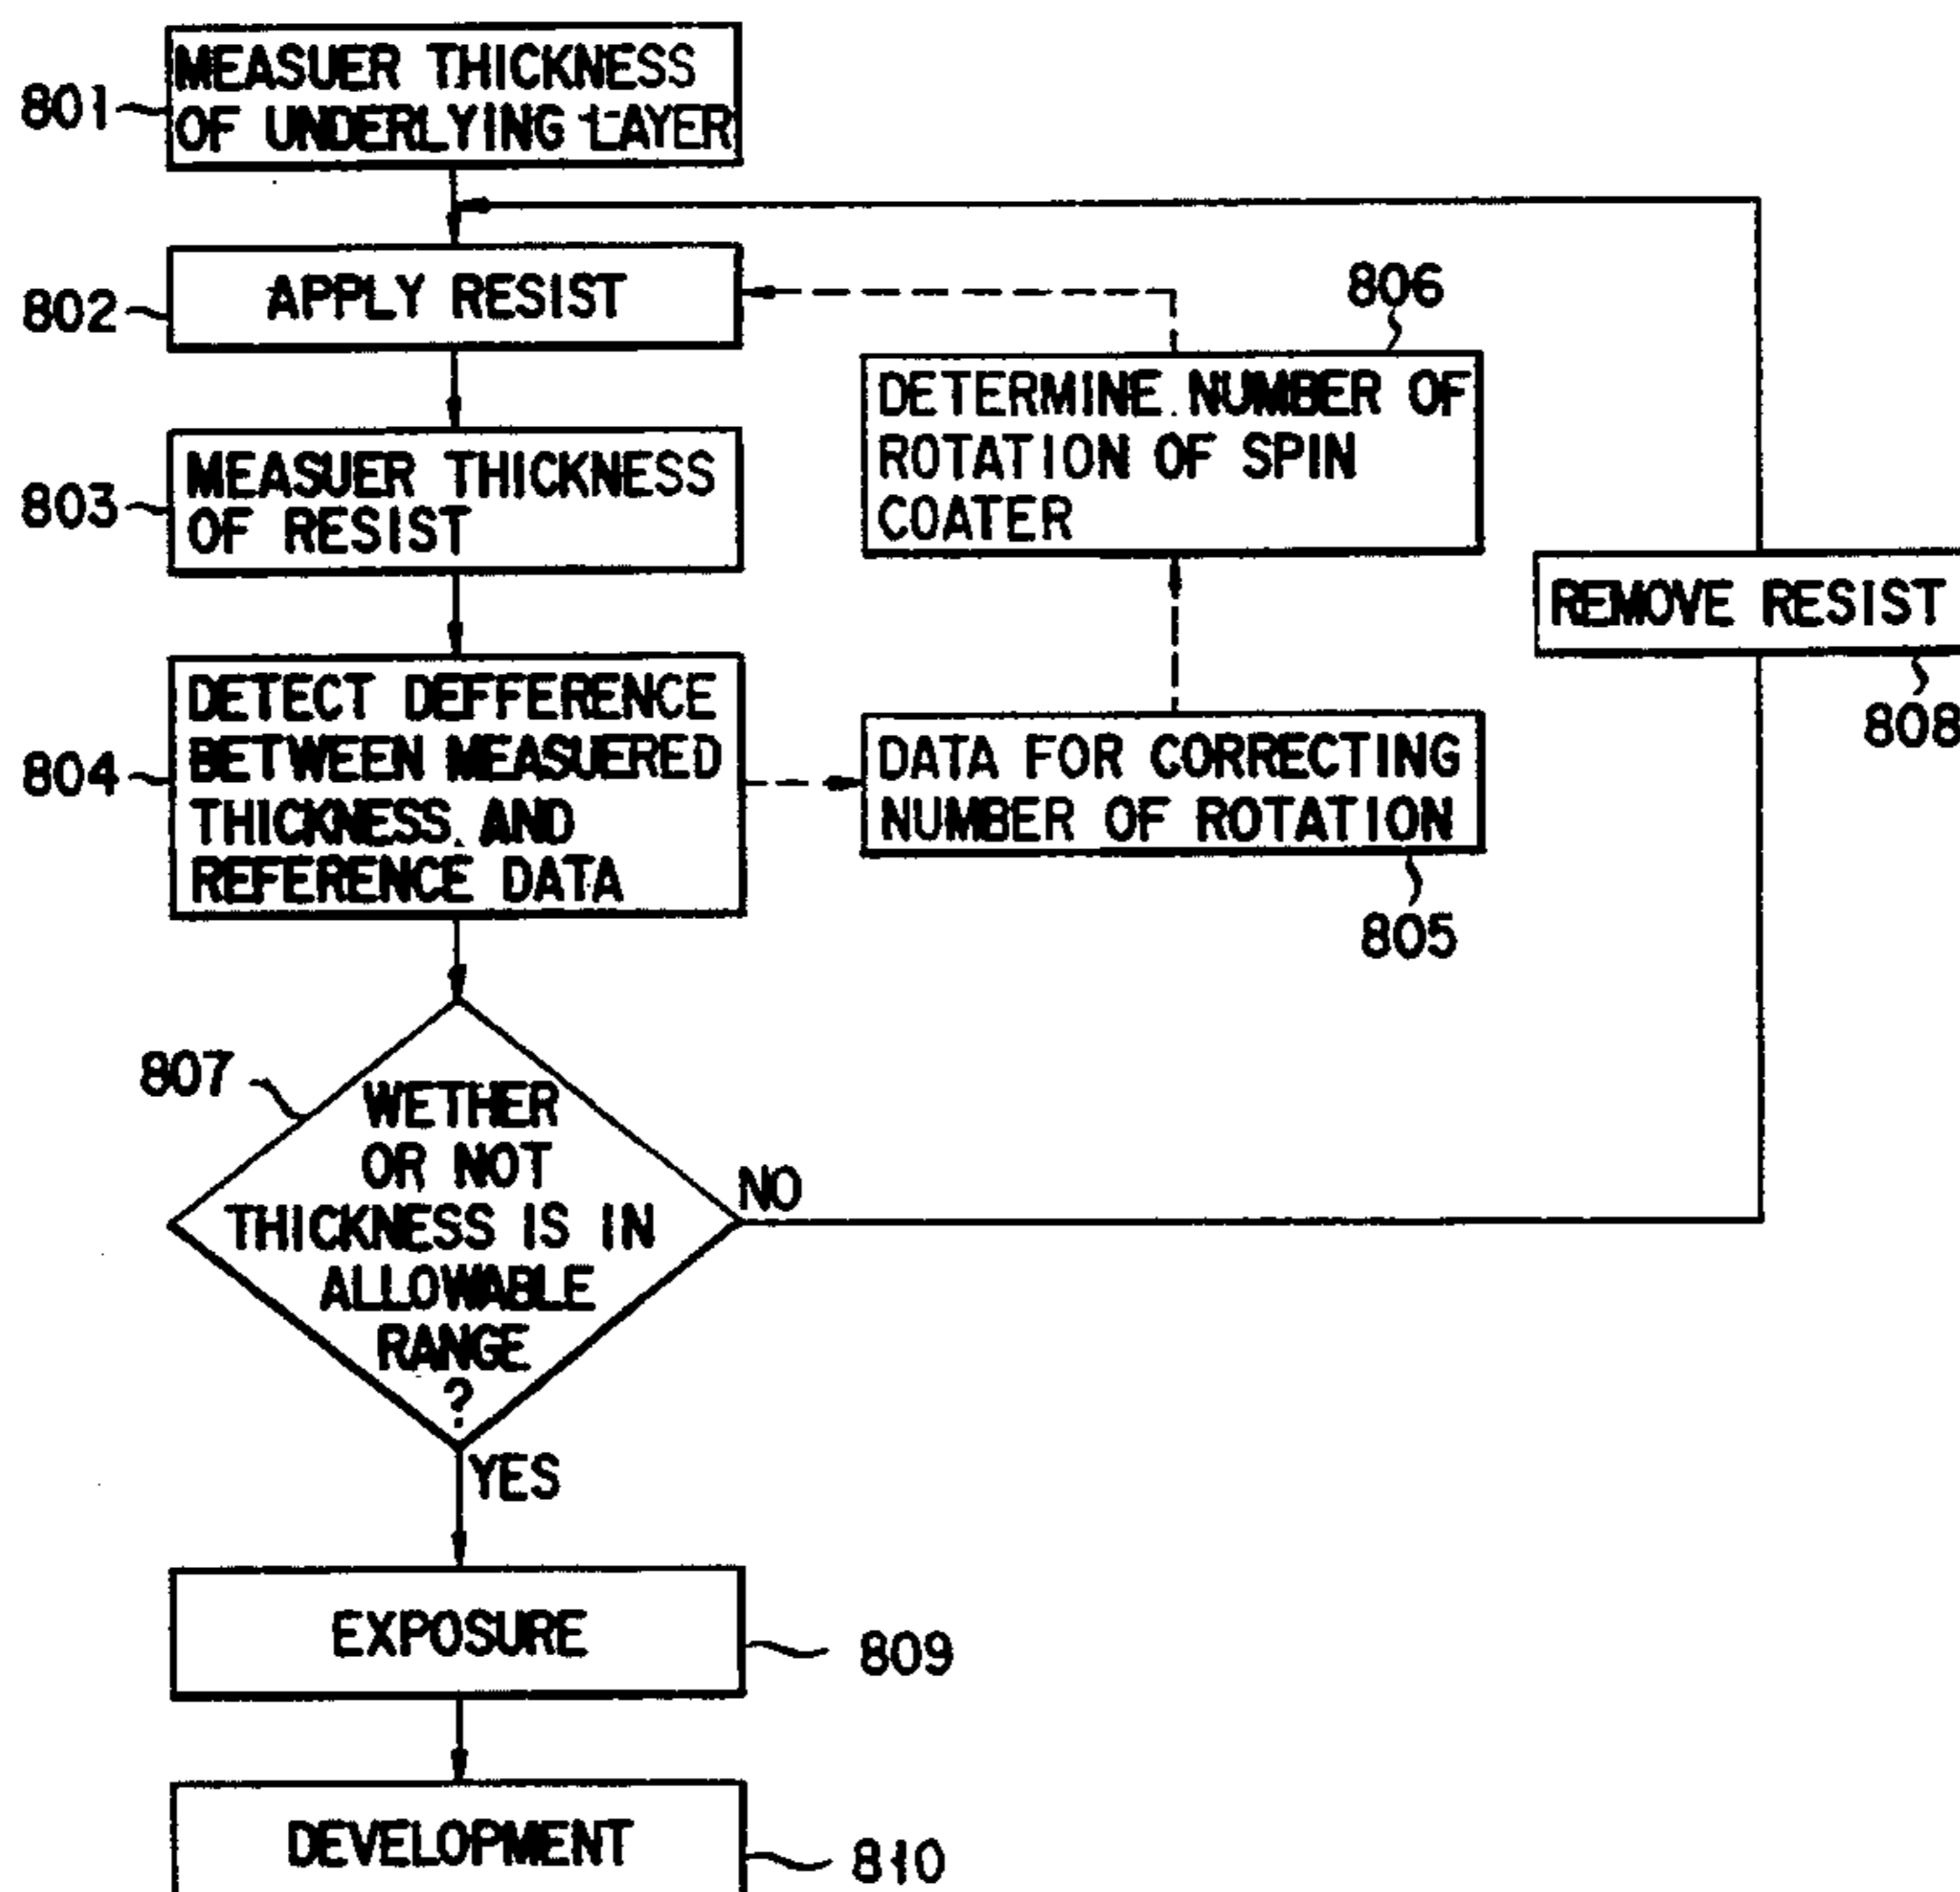 801
MEASUER THICKNESS
OF UNDERLYING LAYER
802
APPLY RESIST
803
MEASUER THICKNESS
OF RESIST
804
DETECT DEFFERENCE
BETWEEN MEASUERED
THICKNESS AND
REFERENCE DATA
806
DETERMINE NUMBER OF
ROTATION OF SPIN
COATER
DATA FOR CORRECTING
NUMBER OF ROTATION
805
REMOVE RESIST
808
807
WETHER
OR NOT
THICKNESS IS IN
ALLOWABLE
RANGE
?
NO
YES
EXPOSURE
809
DEVELOPMENT
810